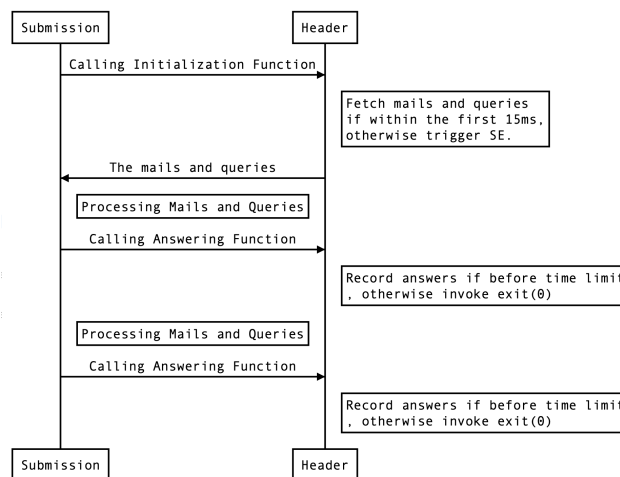 Submission
Header
Calling Initialization Function
Fetch mails and queries
if within the first 15ms,
otherwise trigger SE.
The mails and queries
Processing Mails and Queries
Calling Answering Function
Record answers if before time limit
, otherwise invoke exit(0)
Processing Mails and Queries
Calling Answering Function
Record answers if before time limit
, otherwise invoke exit(0)
Submission
Header